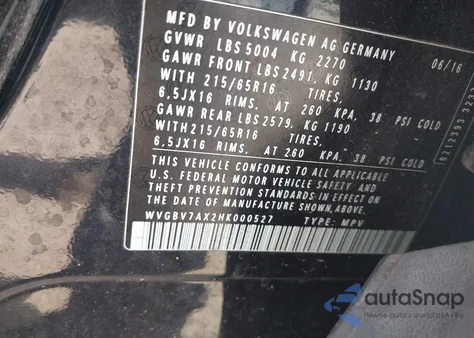 MFD BY VOLKSWAGEN AG GERMANY 06/16
GVWR LBS 5004 KG 2270
GAWR FRONT LBS 2491, KG 1130
WITH 215/65R16 TIRES,
6.5JX16 RIMS, AT 260 KPA, 38 PSI COLD
GAWR REAR LBS 2579, KG 1190
WITH 215/65R16 TIRES,
6.5JX16 RIMS, AT 260 KPA, 38 PSI COLD
THIS VEHICLE CONFORMS TO ALL APPLICABLE
U.S. FEDERAL MOTOR VEHICLE SAFETY AND
THEFT PREVENTION STANDARDS IN EFFECT ON
THE DATE OF MANUFACTURE SHOWN ABOVE
WVGBV7AX2HK000527 TYPE: MPV
autoSnap